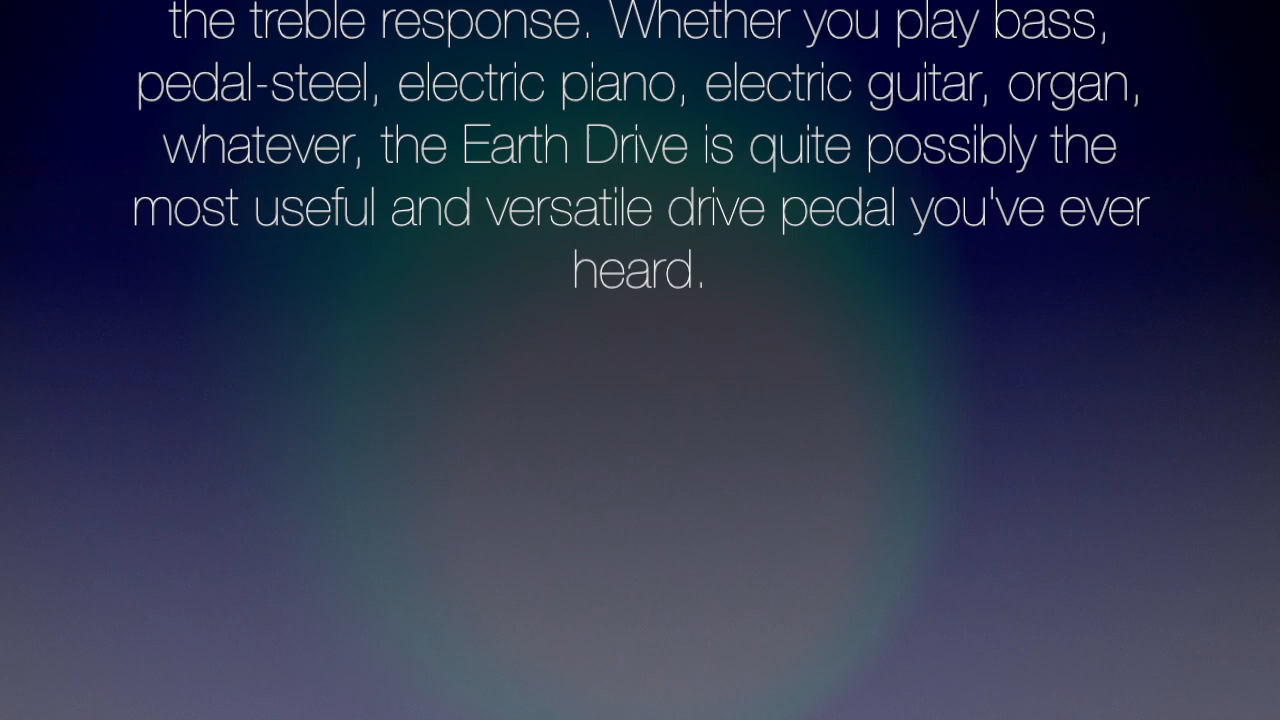 the treble response. Whether you play bass,
pedal-steel, electric piano, electric guitar, organ,
whatever, the Earth Drive is quite possibly the
most useful and versatile drive pedal you've ever
heard.